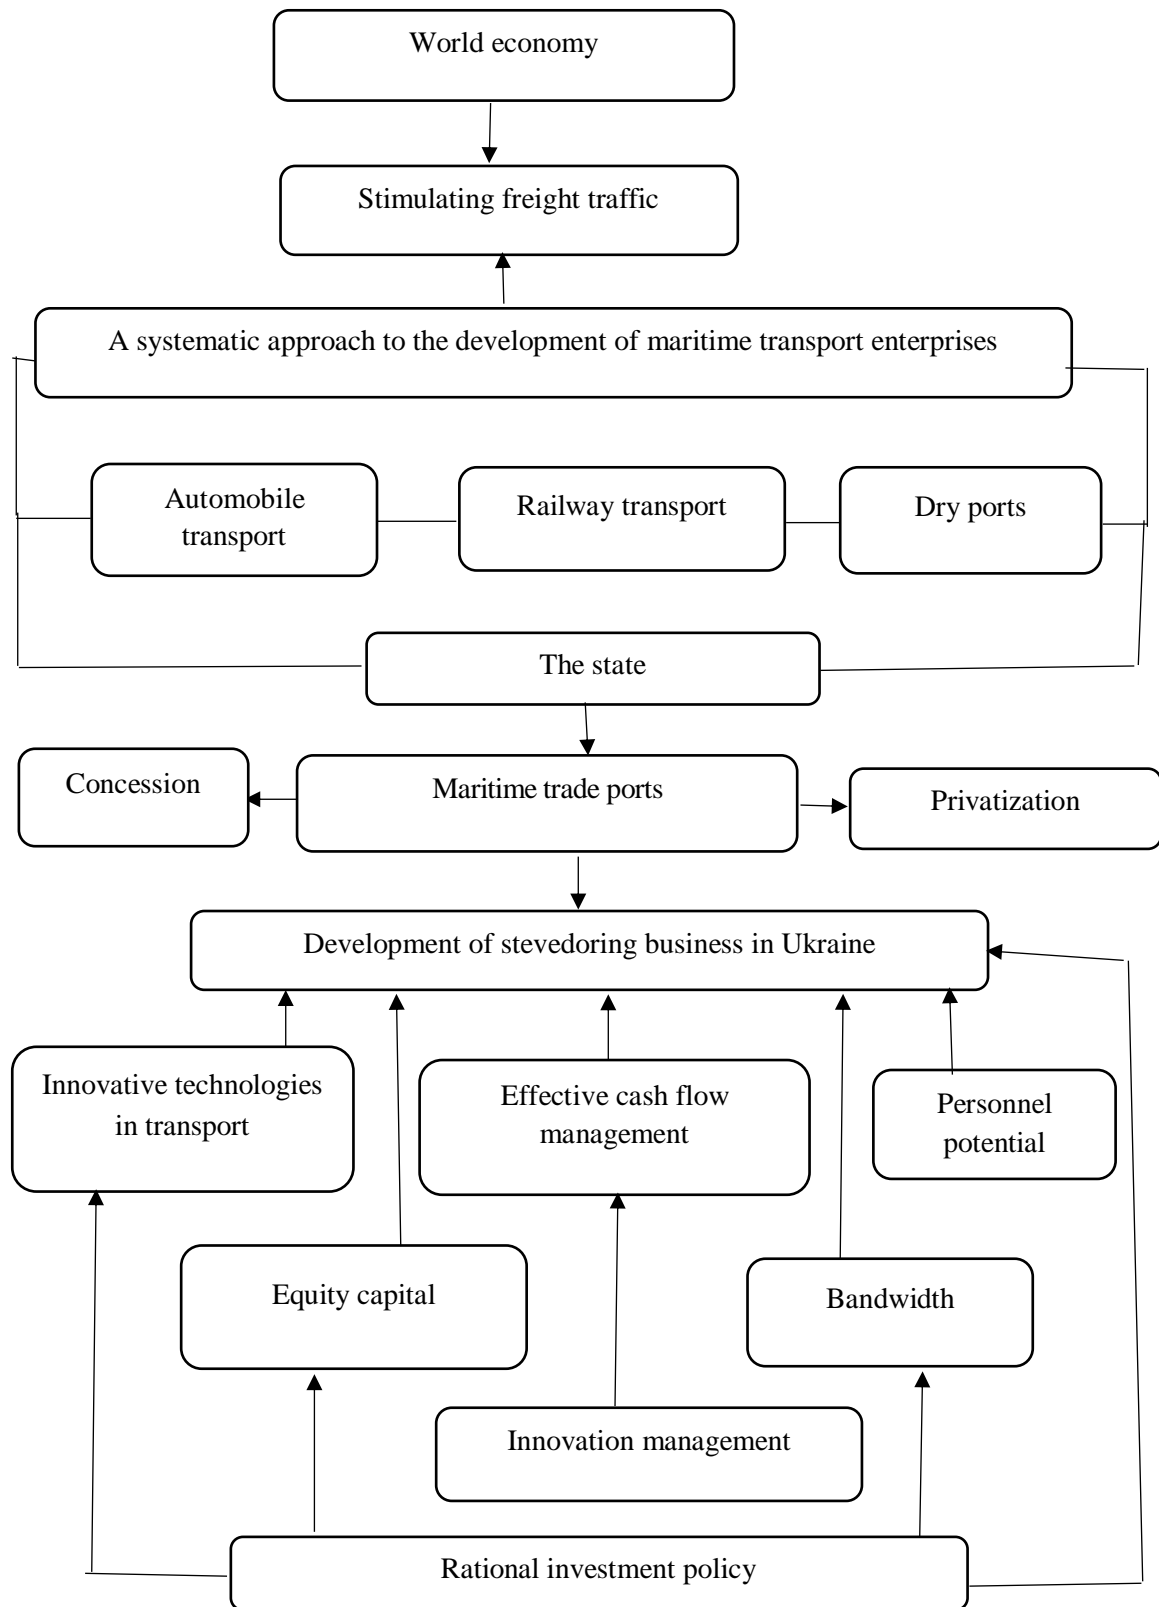 World economy
Stimulating freight traffic
A systematic approach to the development of maritime transport enterprises
Automobile
transport
Railway transport
Dry ports
The state
Concession
Maritime trade ports
Privatization
Development of stevedoring business in Ukraine
Innovative technologies
in transport
Effective cash flow
management
Personnel
potential
Equity capital
Bandwidth
Innovation management
Rational investment policy